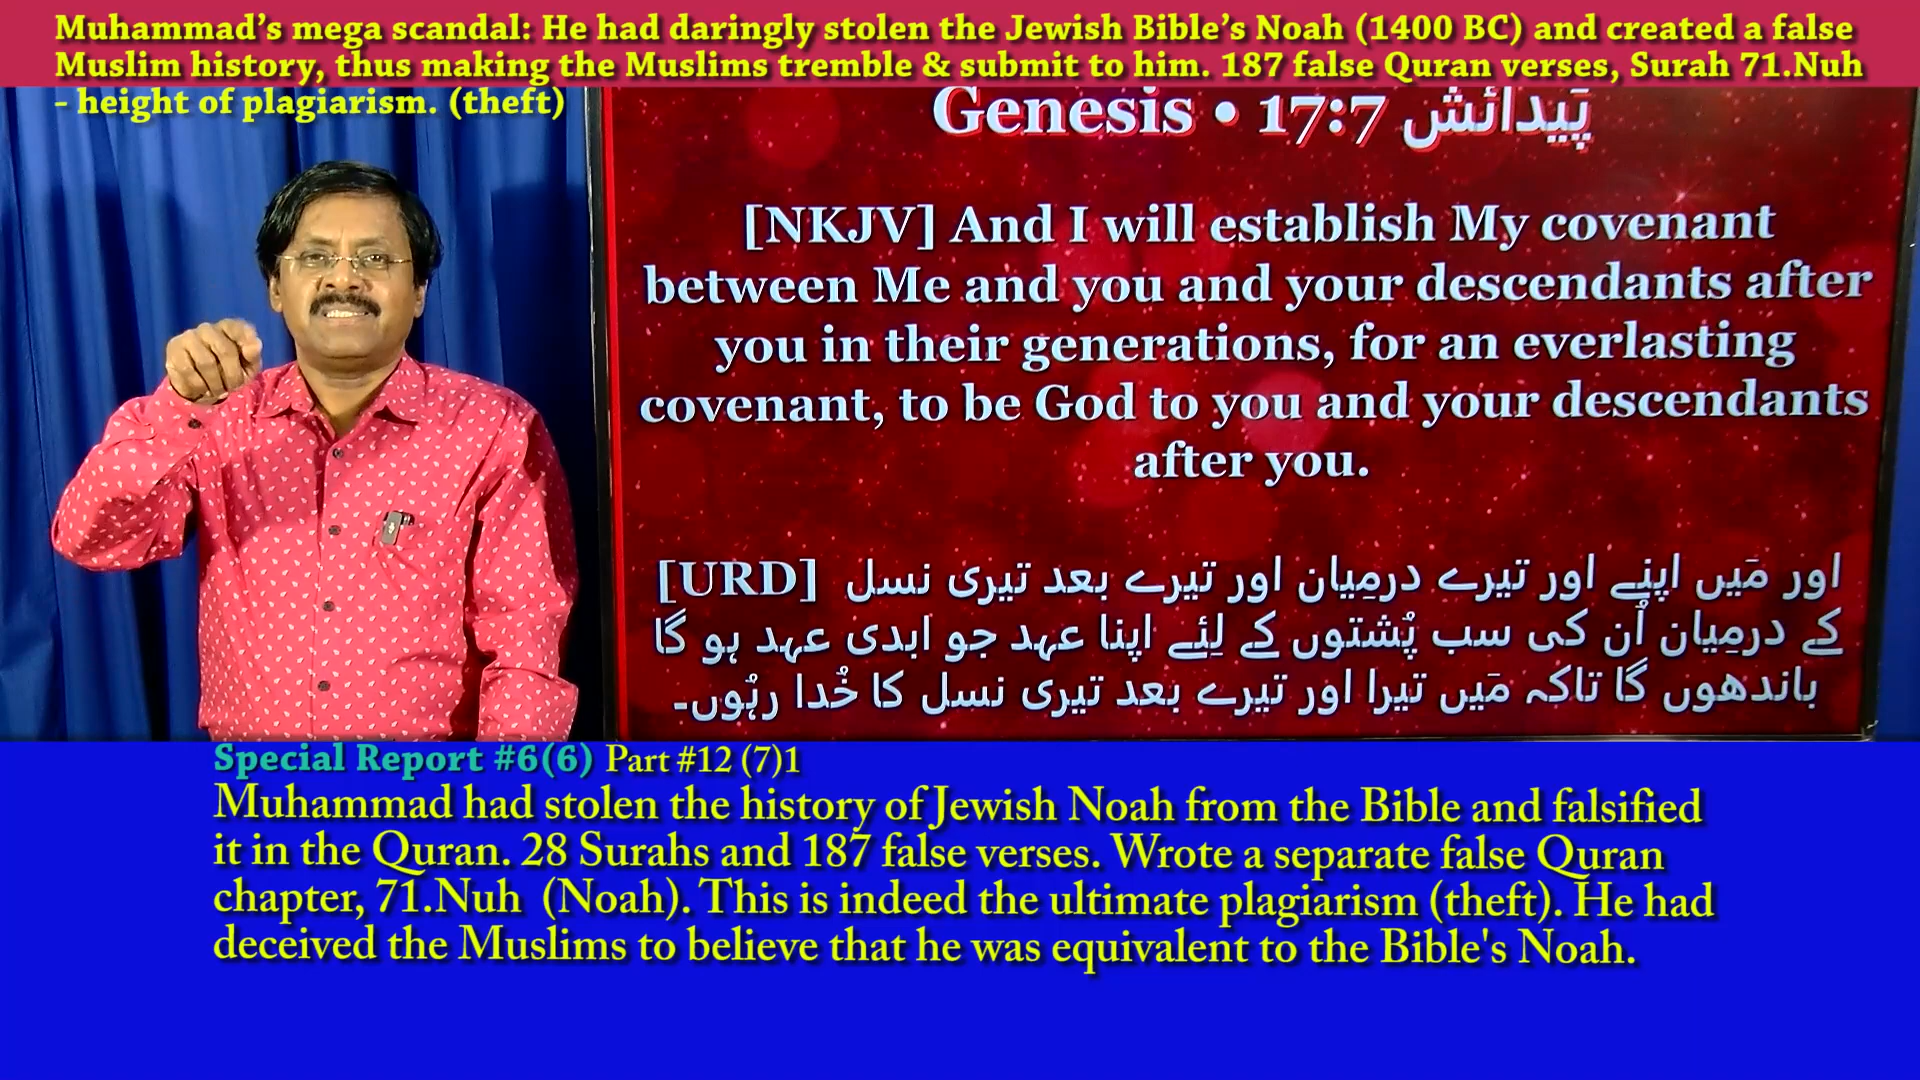 Muhammad’s mega scandal: He had daringly stolen the Jewish Bible’s Noah (1400 BC) and created a false
Muslim history, thus making the Muslims tremble & submit to him. 187 false Quran verses, Surah 71.Nuh
- height of plagiarism. (theft)
Genesis • 17:7 پَیدائش
[NKJV] And I will establish My covenant
between Me and you and your descendants after
you in their generations, for an everlasting
covenant, to be God to you and your descendants
after you.
[URD] اور مَیں اپنے اور تیرے درمِیان اور تیرے بعد تیری نسل
کے درمِیان اُن کی سب پُشتوں کے لِئے اپنا عہد جو ابدی عہد ہو گا
باندھوں گا تاکہ مَیں تیرا اور تیرے بعد تیری نسل کا خُدا رہُوں۔
Special Report #6(6) Part #12 (7)1
Muhammad had stolen the history of Jewish Noah from the Bible and falsified
it in the Quran. 28 Surahs and 187 false verses. Wrote a separate false Quran
chapter, 71.Nuh (Noah). This is indeed the ultimate plagiarism (theft). He had
deceived the Muslims to believe that he was equivalent to the Bible's Noah.